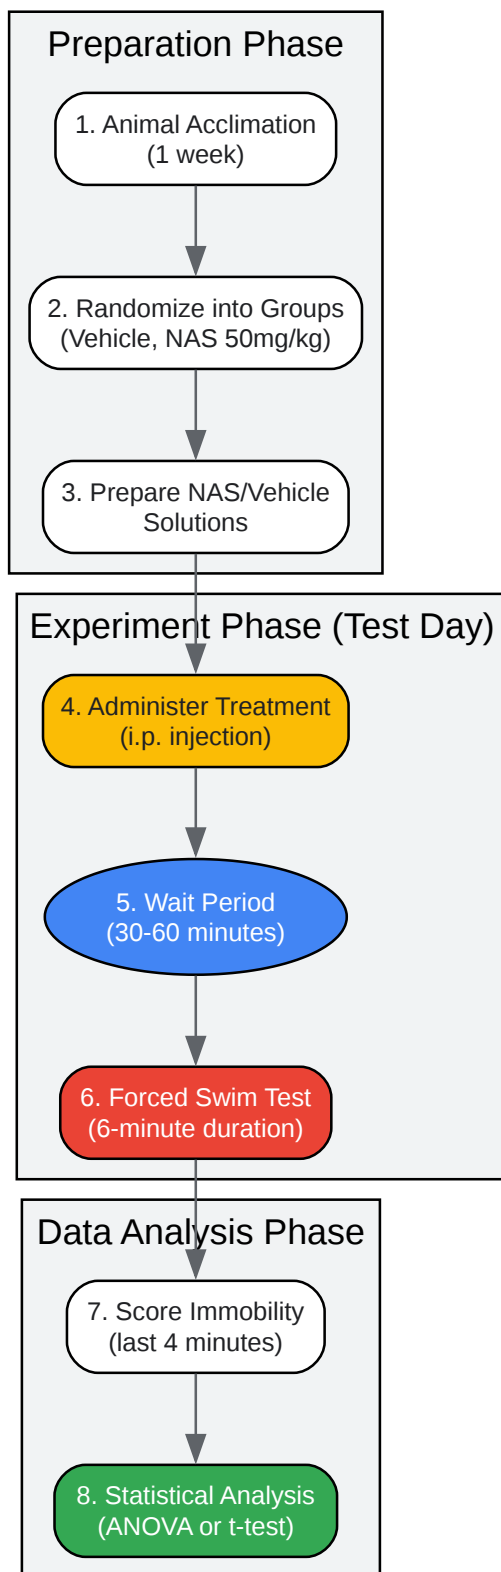 Preparation Phase
1. Animal Acclimation
(1 week)
2. Randomize into Groups
(Vehicle, NAS 50mg/kg)
3. Prepare NAS/Vehicle
Solutions
Experiment Phase (Test Day)
4. Administer Treatment
(i.p. injection)
5. Wait Period
(30-60 minutes)
6. Forced Swim Test
(6-minute duration)
Data Analysis Phase
7. Score Immobility
(last 4 minutes)
8. Statistical Analysis
(ANOVA or t-test)